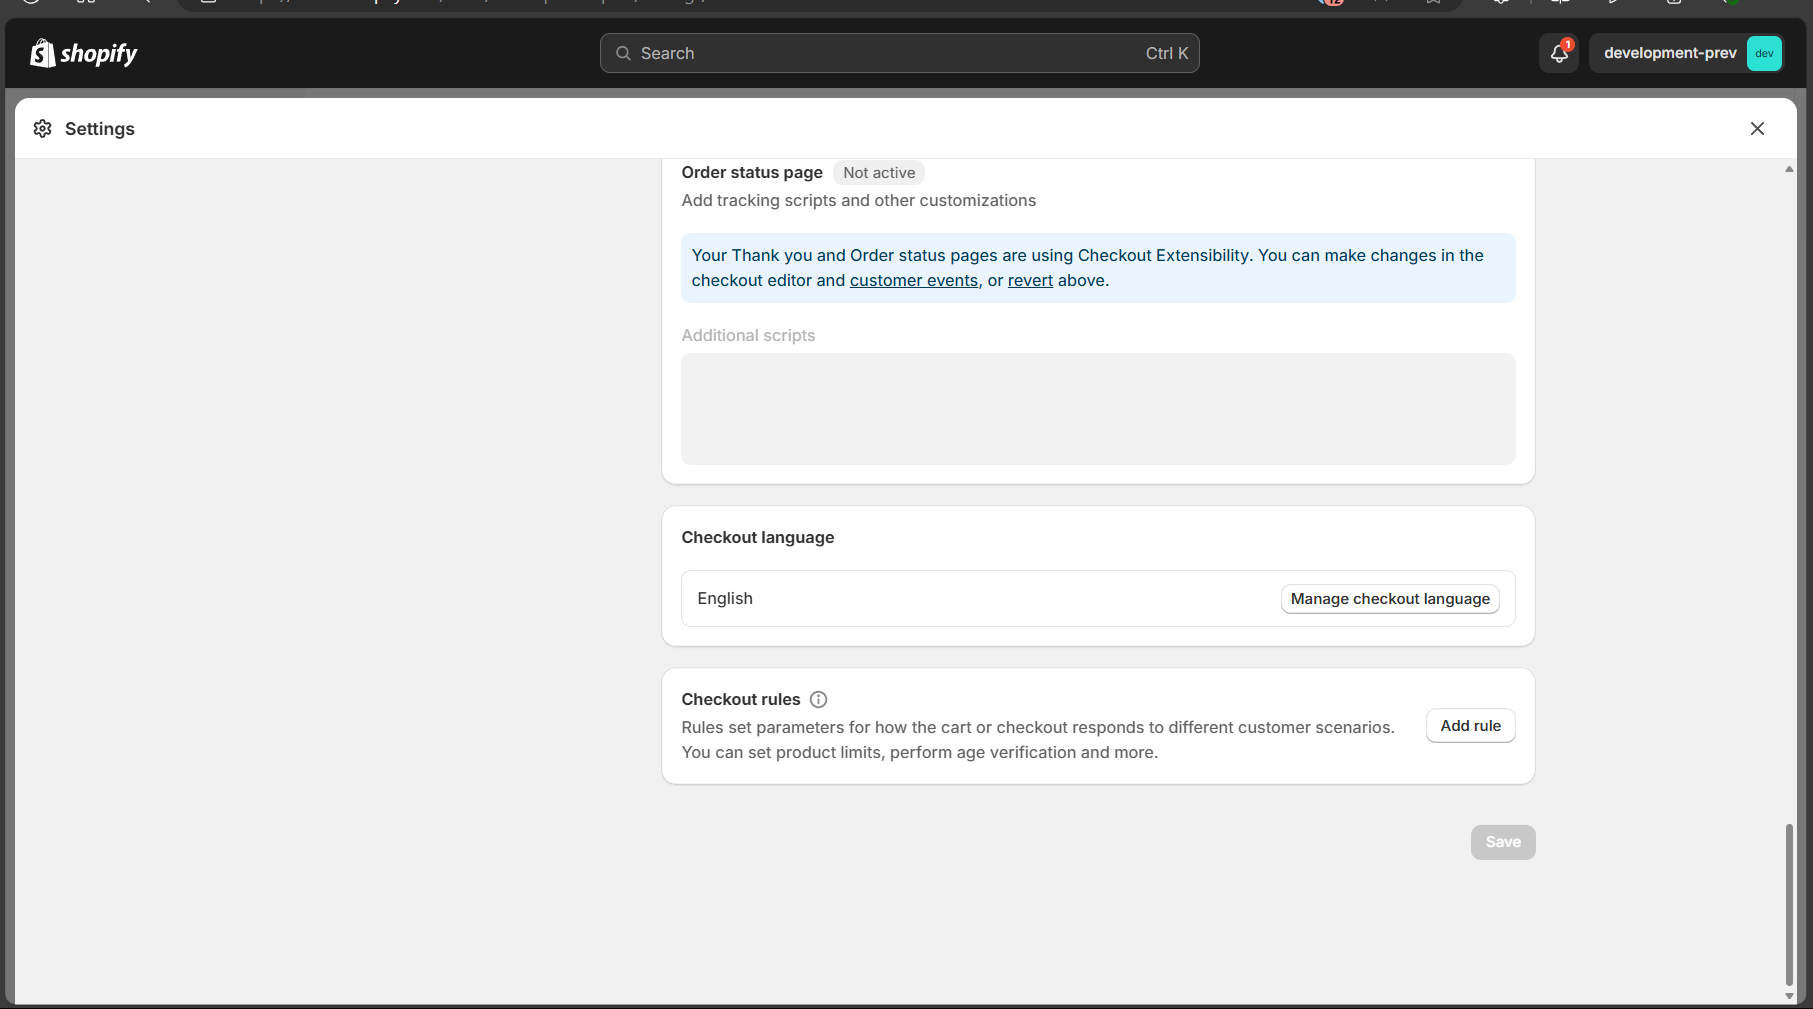 shopify
Search
Ctrl K
1
development-prev
dev
Settings
Order status page
Not active
Add tracking scripts and other customizations
Your Thank you and Order status pages are using Checkout Extensibility. You can make changes in the
checkout editor and customer events, or revert above.
Additional scripts
Checkout language
English
Manage checkout language
Checkout rules
Rules set parameters for how the cart or checkout responds to different customer scenarios.
You can set product limits, perform age verification and more.
Add rule
Save